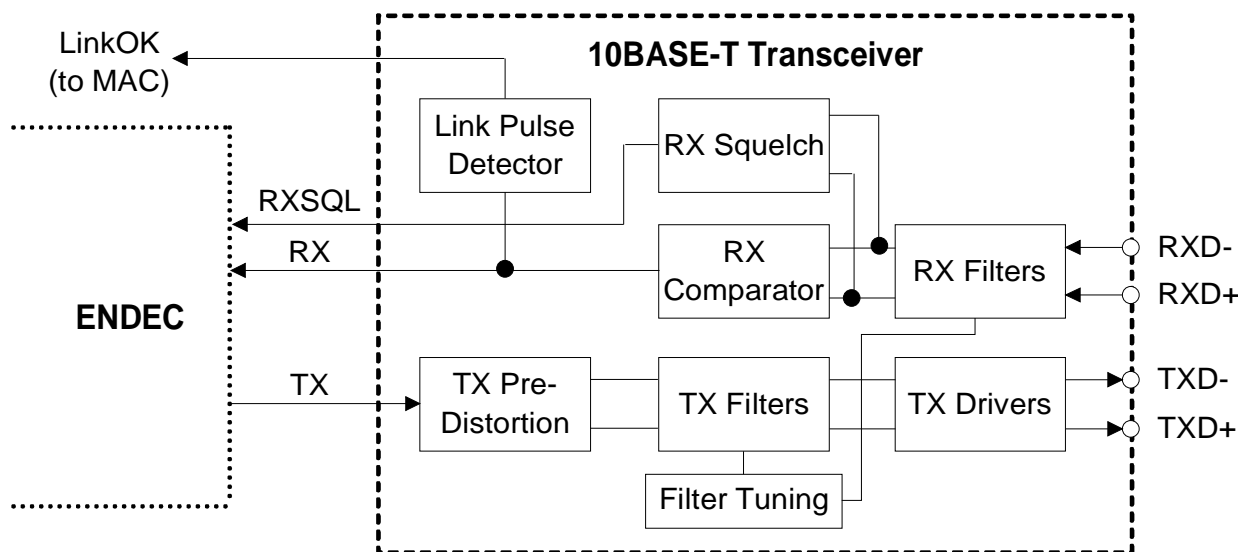 LinkOK
(to MAC)
10BASE-T Transceiver
Link Pulse
Detector
RX Squelch
RXSQL
RX
RX
Comparator
RX Filters
RXD-
RXD+
ENDEC
TX
TX Pre-
Distortion
TX Filters
TX Drivers
TXD-
TXD+
Filter Tuning